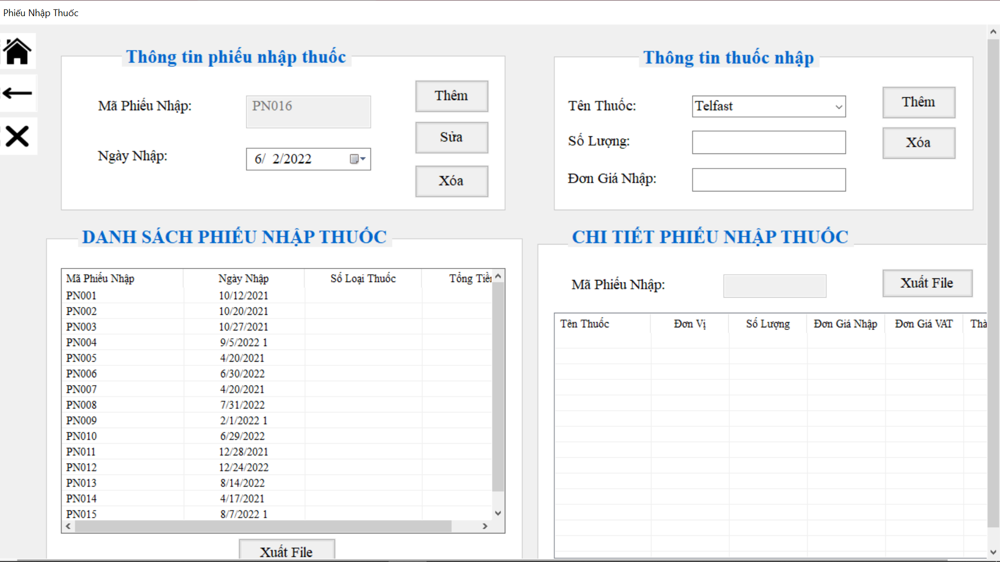 Phiếu Nhập Thuốc
Thông tin phiếu nhập thuốc
Mã Phiếu Nhập:
PN016
Ngày Nhập:
6/ 2/2022
Thêm
Sửa
Xóa
Thông tin thuốc nhập
Tên Thuốc:
Telfast
Số Lượng:
Đơn Giá Nhập:
Thêm
Xóa
DANH SÁCH PHIẾU NHẬP THUỐC
Mã Phiếu Nhập Ngày Nhập Số Loại Thuốc Tổng Tiền
PN001 10/12/2021
PN002 10/20/2021
PN003 10/27/2021
PN004 9/5/2022 1
PN005 4/20/2021
PN006 6/30/2022
PN007 4/20/2021
PN008 7/31/2022
PN009 2/1/2022 1
PN010 6/29/2022
PN011 12/28/2021
PN012 12/24/2022
PN013 8/14/2022
PN014 4/17/2021
PN015 8/7/2022 1
Xuất File
CHI TIẾT PHIẾU NHẬP THUỐC
Mã Phiếu Nhập:
Xuất File
Tên Thuốc Đơn Vị Số Lượng Đơn Giá Nhập Đơn Giá VAT Thà